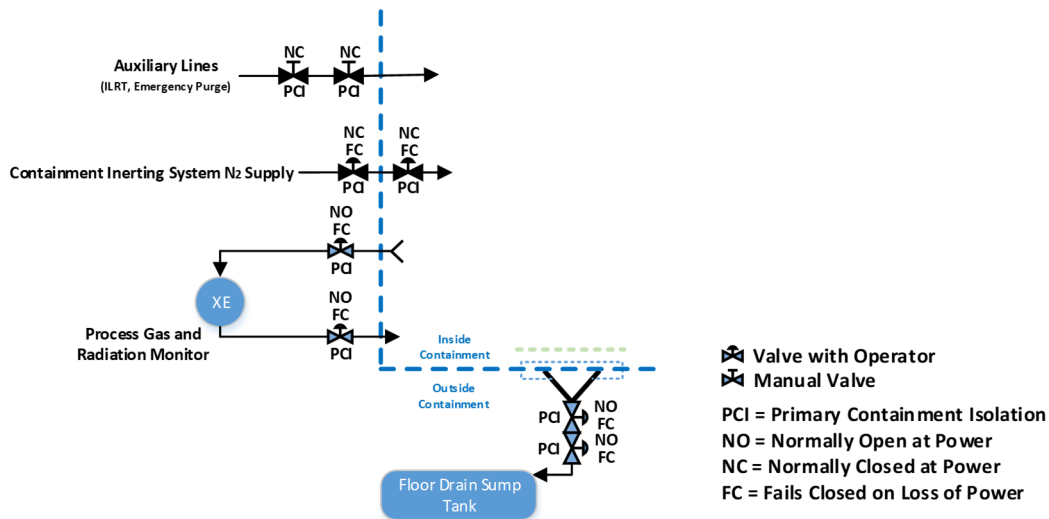 NC NC
Auxiliary Lines
(ILRT, Emergency Purge)
PCI PCI
NC NC
FC FC
Containment Inerting System N2 Supply
PCI PCI
NO
FC
PCI
XE
NO
FC
Process Gas and
Radiation Monitor
PCI
Inside
Containment
Outside
Containment
PCI NO
FC
PCI NO
FC
Floor Drain Sump
Tank
Valve with Operator
Manual Valve
PCI = Primary Containment Isolation
NO = Normally Open at Power
NC = Normally Closed at Power
FC = Fails Closed on Loss of Power